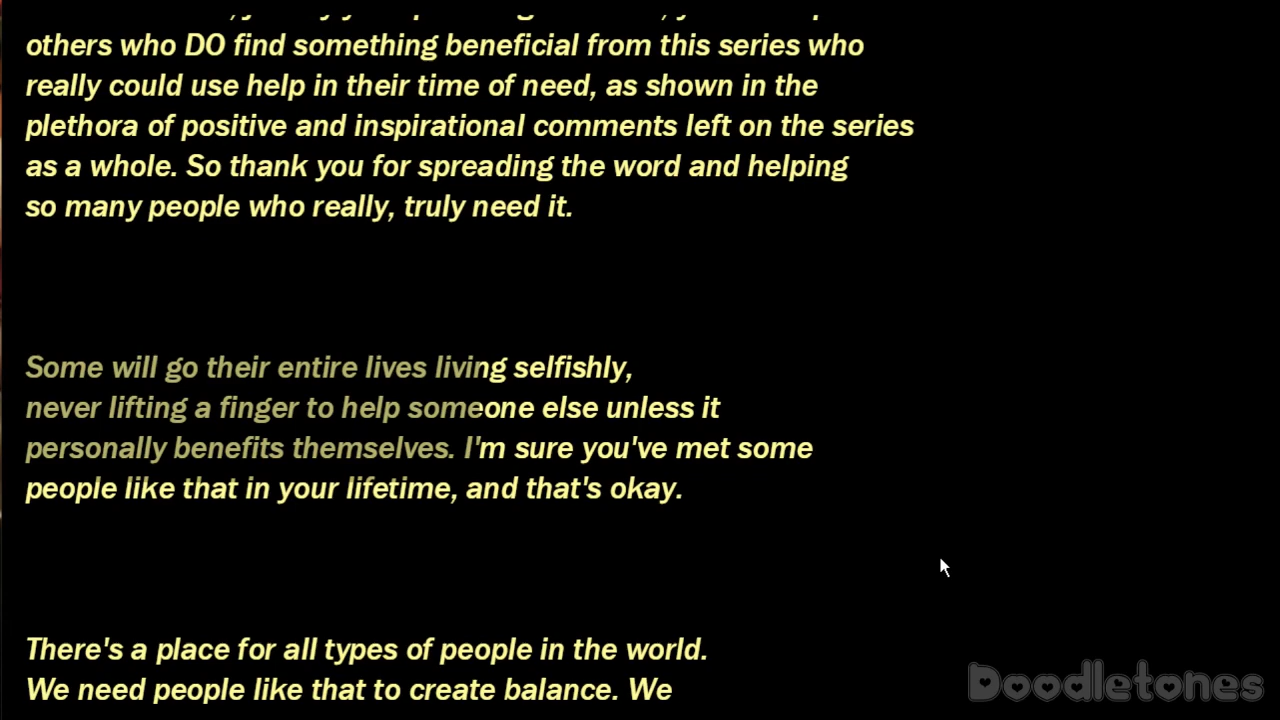 others who DO find something beneficial from this series who
really could use help in their time of need, as shown in the
plethora of positive and inspirational comments left on the series
as a whole. So thank you for spreading the word and helping
so many people who really, truly need it.
Some will go their entire lives living selfishly,
never lifting a finger to help someone else unless it
personally benefits themselves. I'm sure you've met some
people like that in your lifetime, and that's okay.
There's a place for all types of people in the world.
We need people like that to create balance. We
Doodletones